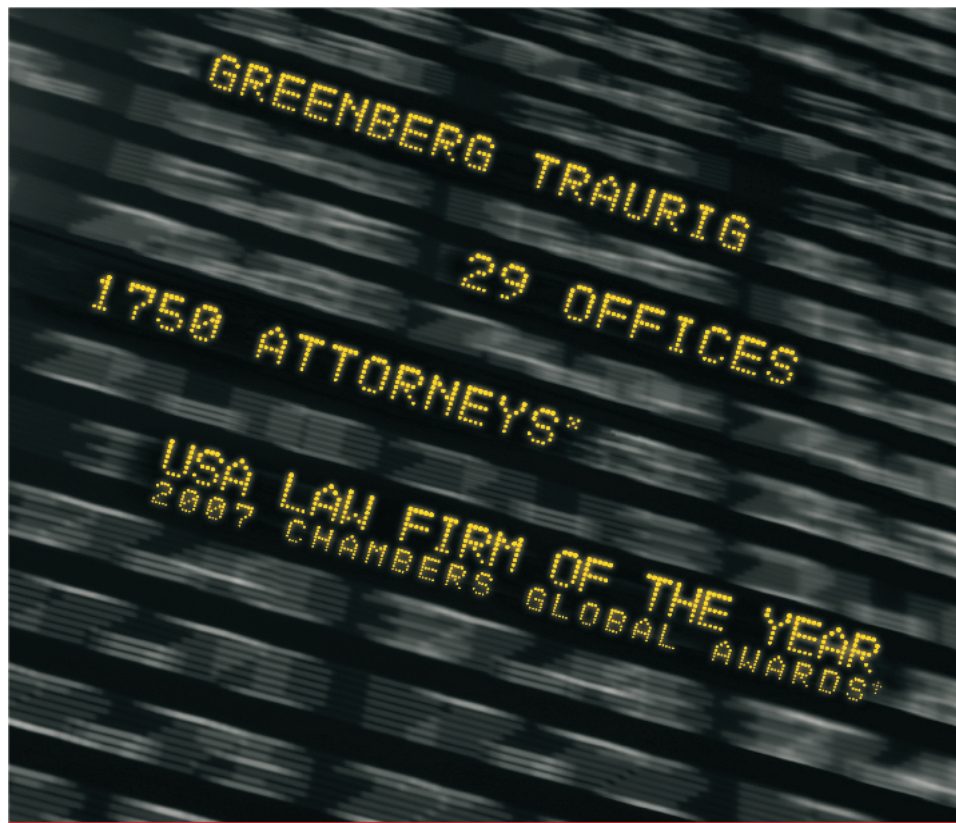 GREENBERG TRAURIG
29 OFFICES
1750 ATTORNEYS*
USA LAW FIRM OF THE YEAR
2007 CHAMBERS GLOBAL AWARDS†